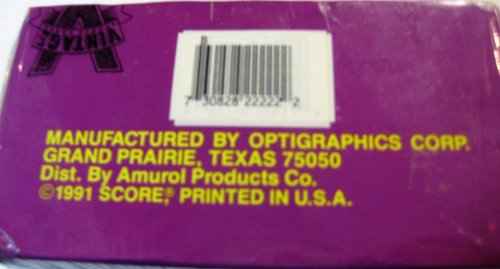 VINTAGE
A
7 30828 22222 2
MANUFACTURED BY OPTIGRAPHICS CORP.
GRAND PRAIRIE, TEXAS 75050
Dist. By Amurol Products Co.
©1991 SCORE®, PRINTED IN U.S.A.